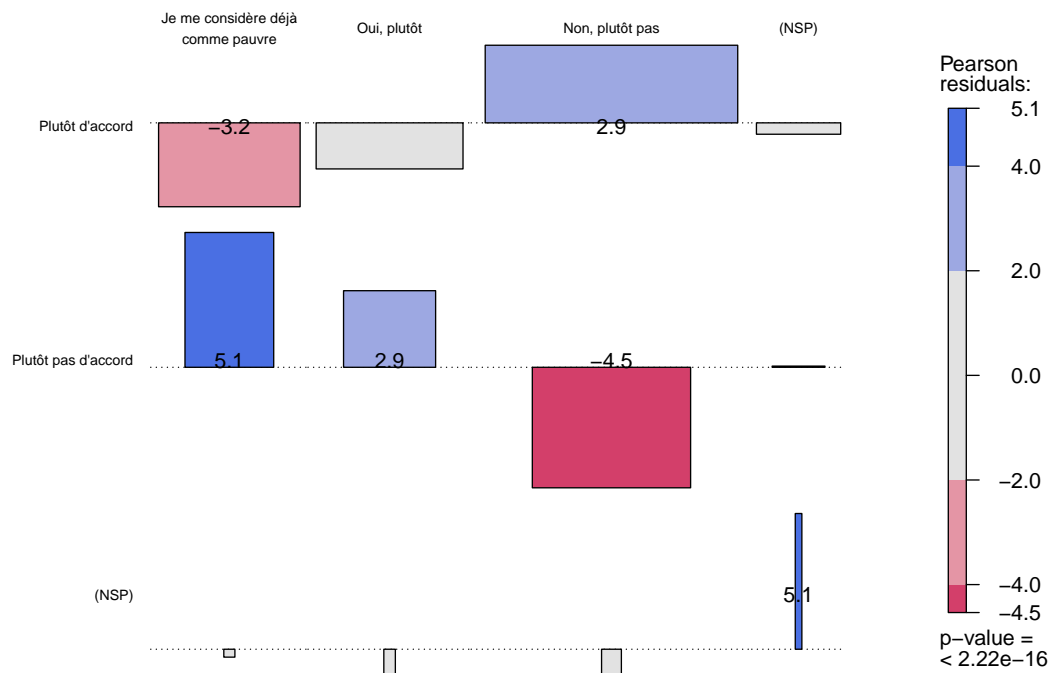 Je me considère déjà
comme pauvre
Oui, plutôt
Non, plutôt pas
(NSP)
Plutôt d'accord
−3.2
2.9
Plutôt pas d'accord
5.1
2.9
−4.5
(NSP)
5.1
Pearson
residuals:
5.1
4.0
2.0
0.0
−2.0
−4.0
−4.5
p−value =
< 2.22e−16